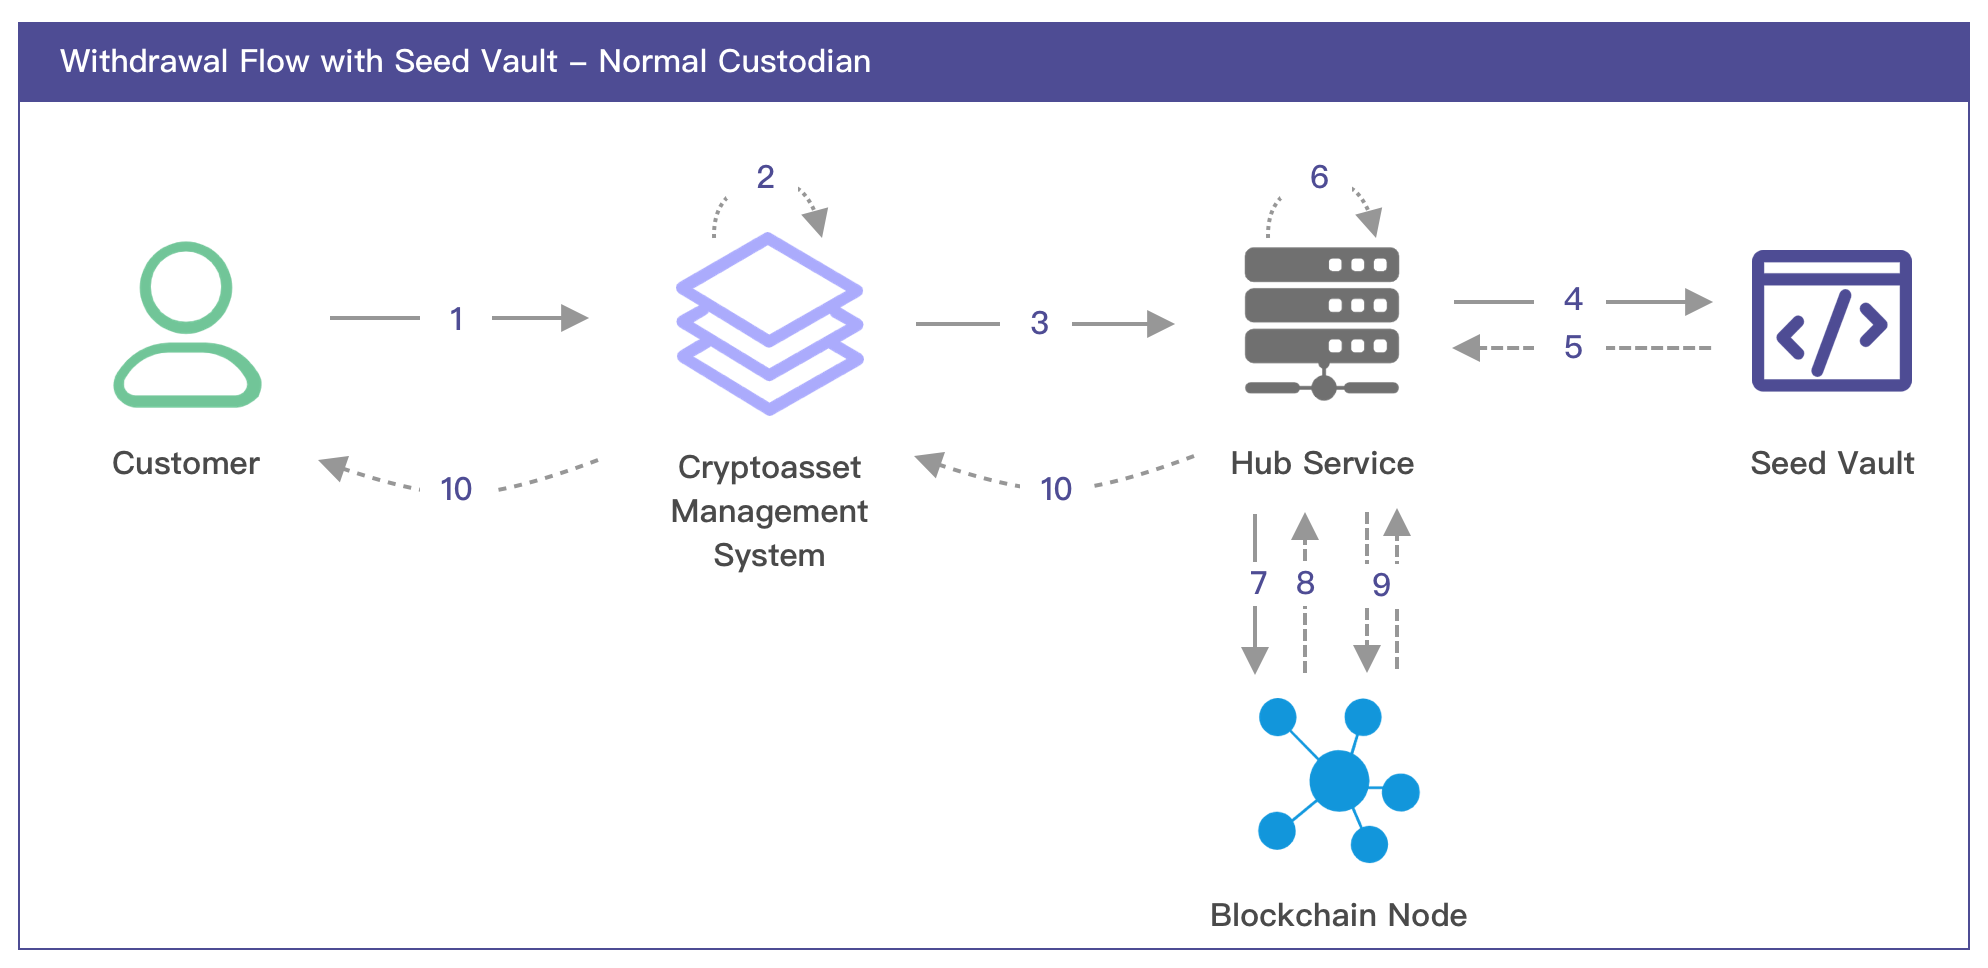 Withdrawal Flow with Seed Vault – Normal Custodian
2
6
1
3
4
5
Customer
Cryptoasset
Management
System
Hub Service
Seed Vault
10
10
7
8
9
Blockchain Node